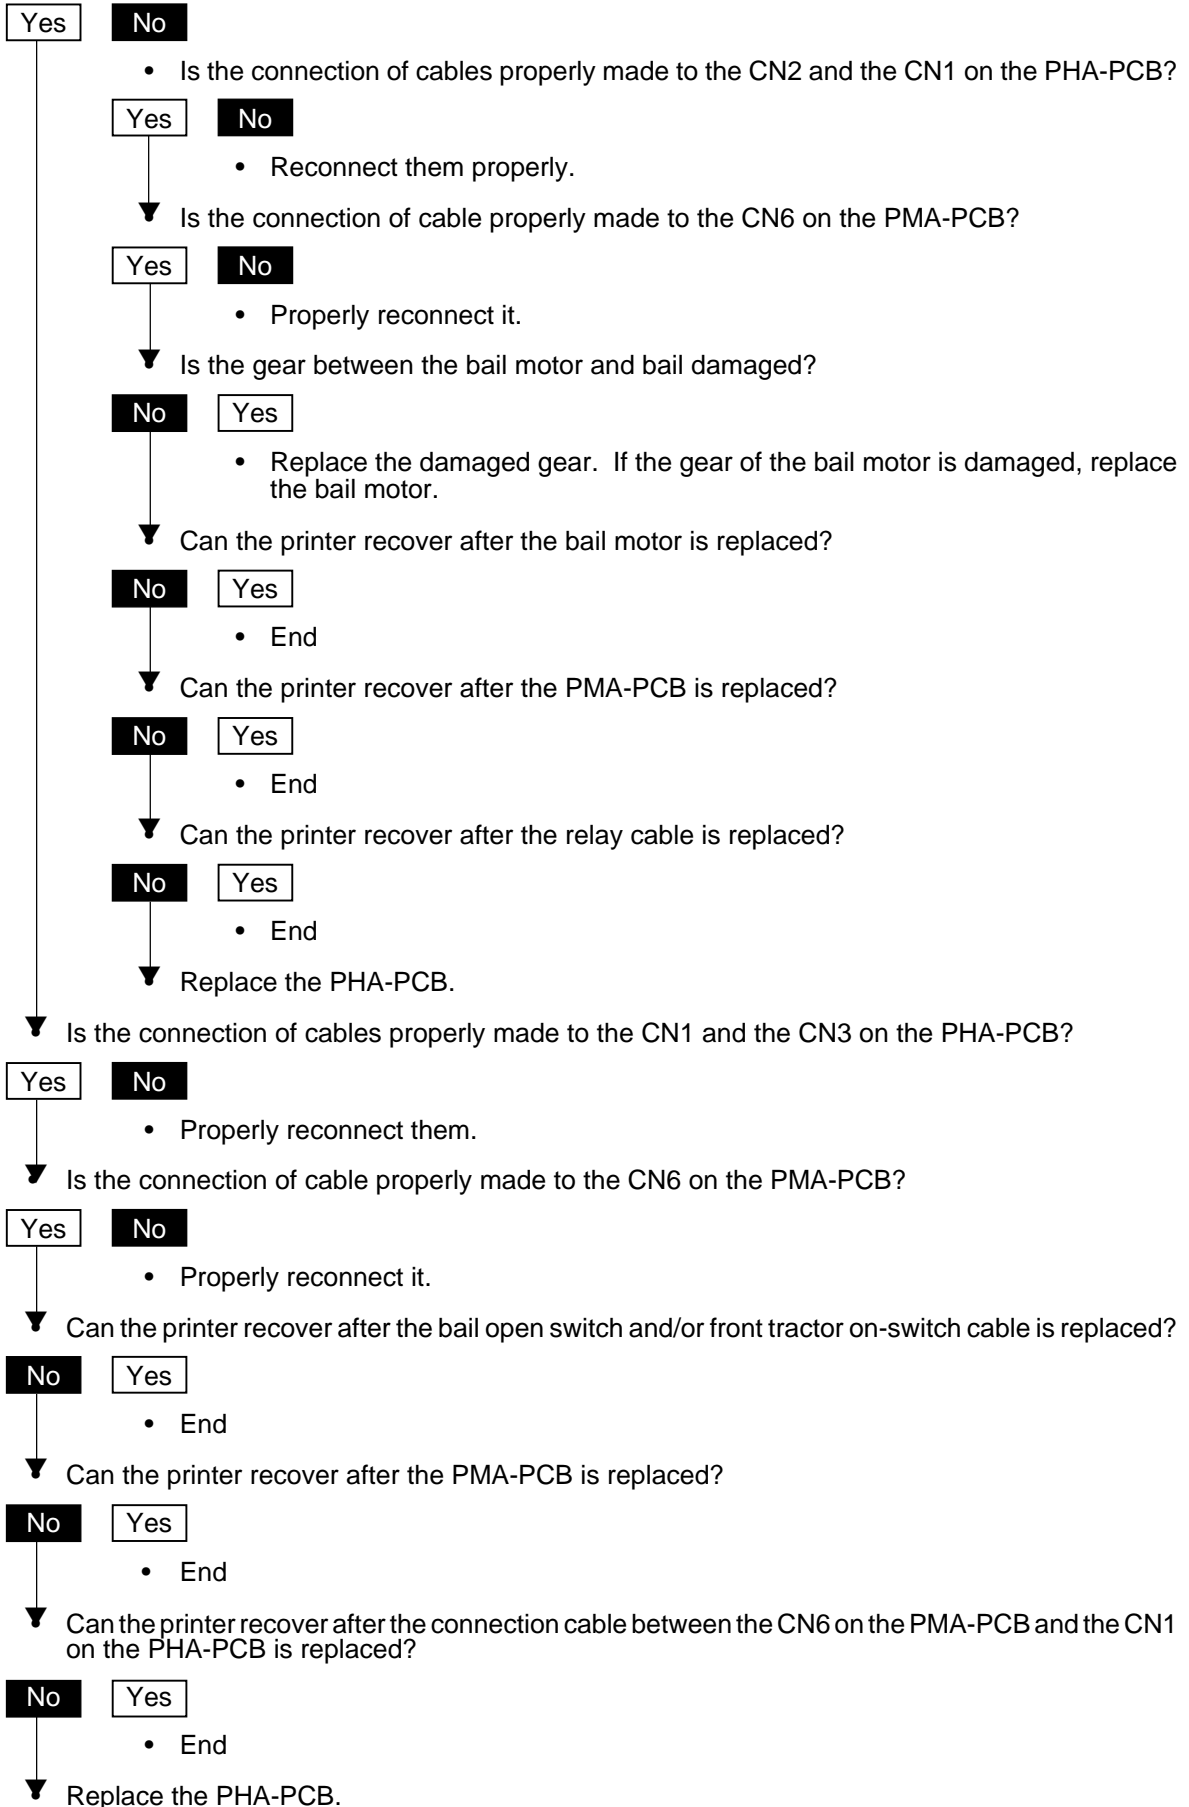 Yes No
• Is the connection of cables properly made to the CN2 and the CN1 on the PHA-PCB?
Yes No
• Reconnect them properly.
Is the connection of cable properly made to the CN6 on the PMA-PCB?
Yes No
• Properly reconnect it.
Is the gear between the bail motor and bail damaged?
No Yes
• Replace the damaged gear. If the gear of the bail motor is damaged, replace
the bail motor.
Can the printer recover after the bail motor is replaced?
No Yes
• End
Can the printer recover after the PMA-PCB is replaced?
No Yes
• End
Can the printer recover after the relay cable is replaced?
No Yes
• End
Replace the PHA-PCB.
Is the connection of cables properly made to the CN1 and the CN3 on the PHA-PCB?
Yes No
• Properly reconnect them.
Is the connection of cable properly made to the CN6 on the PMA-PCB?
Yes No
• Properly reconnect it.
Can the printer recover after the bail open switch and/or front tractor on-switch cable is replaced?
No Yes
• End
Can the printer recover after the PMA-PCB is replaced?
No Yes
• End
Can the printer recover after the connection cable between the CN6 on the PMA-PCB and the CN1
on the PHA-PCB is replaced?
No Yes
• End
Replace the PHA-PCB.